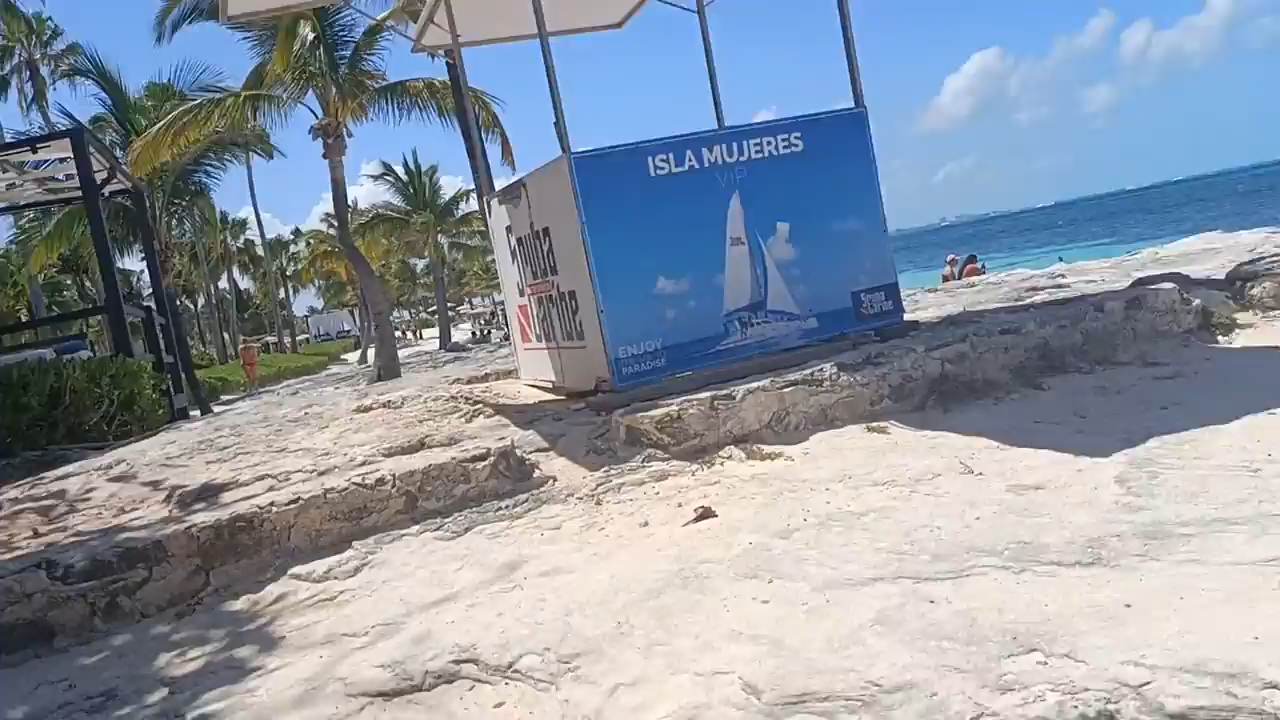 Scuba
Caribe
ISLA MUJERES
VIP
ENJOY
PARADISE
Scuba
Caribe